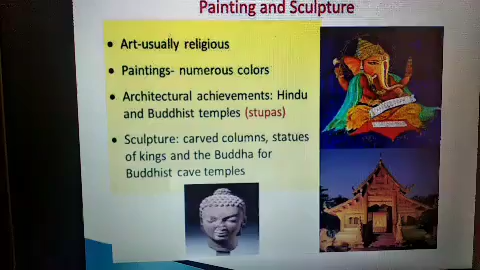 Painting and Sculpture
• Art-usually religious
• Paintings- numerous colors
• Architectural achievements: Hindu
and Buddhist temples (stupas)
• Sculpture: carved columns, statues
of kings and the Buddha for
Buddhist cave temples